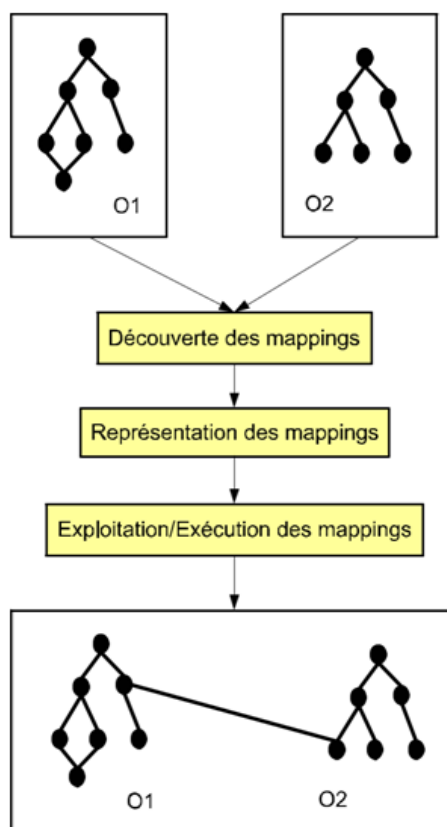 O1
O2
Découverte des mappings
Représentation des mappings
Exploitation/Exécution des mappings
O1
O2